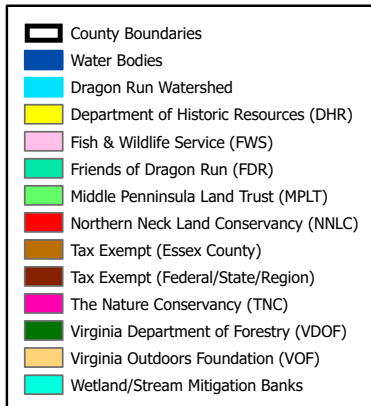 County Boundaries
Water Bodies
Dragon Run Watershed
Department of Historic Resources (DHR)
Fish & Wildlife Service (FWS)
Friends of Dragon Run (FDR)
Middle Penninsula Land Trust (MPLT)
Northern Neck Land Conservancy (NNLC)
Tax Exempt (Essex County)
Tax Exempt (Federal/State/Region)
The Nature Conservancy (TNC)
Virginia Department of Forestry (VDOF)
Virginia Outdoors Foundation (VOF)
Wetland/Stream Mitigation Banks